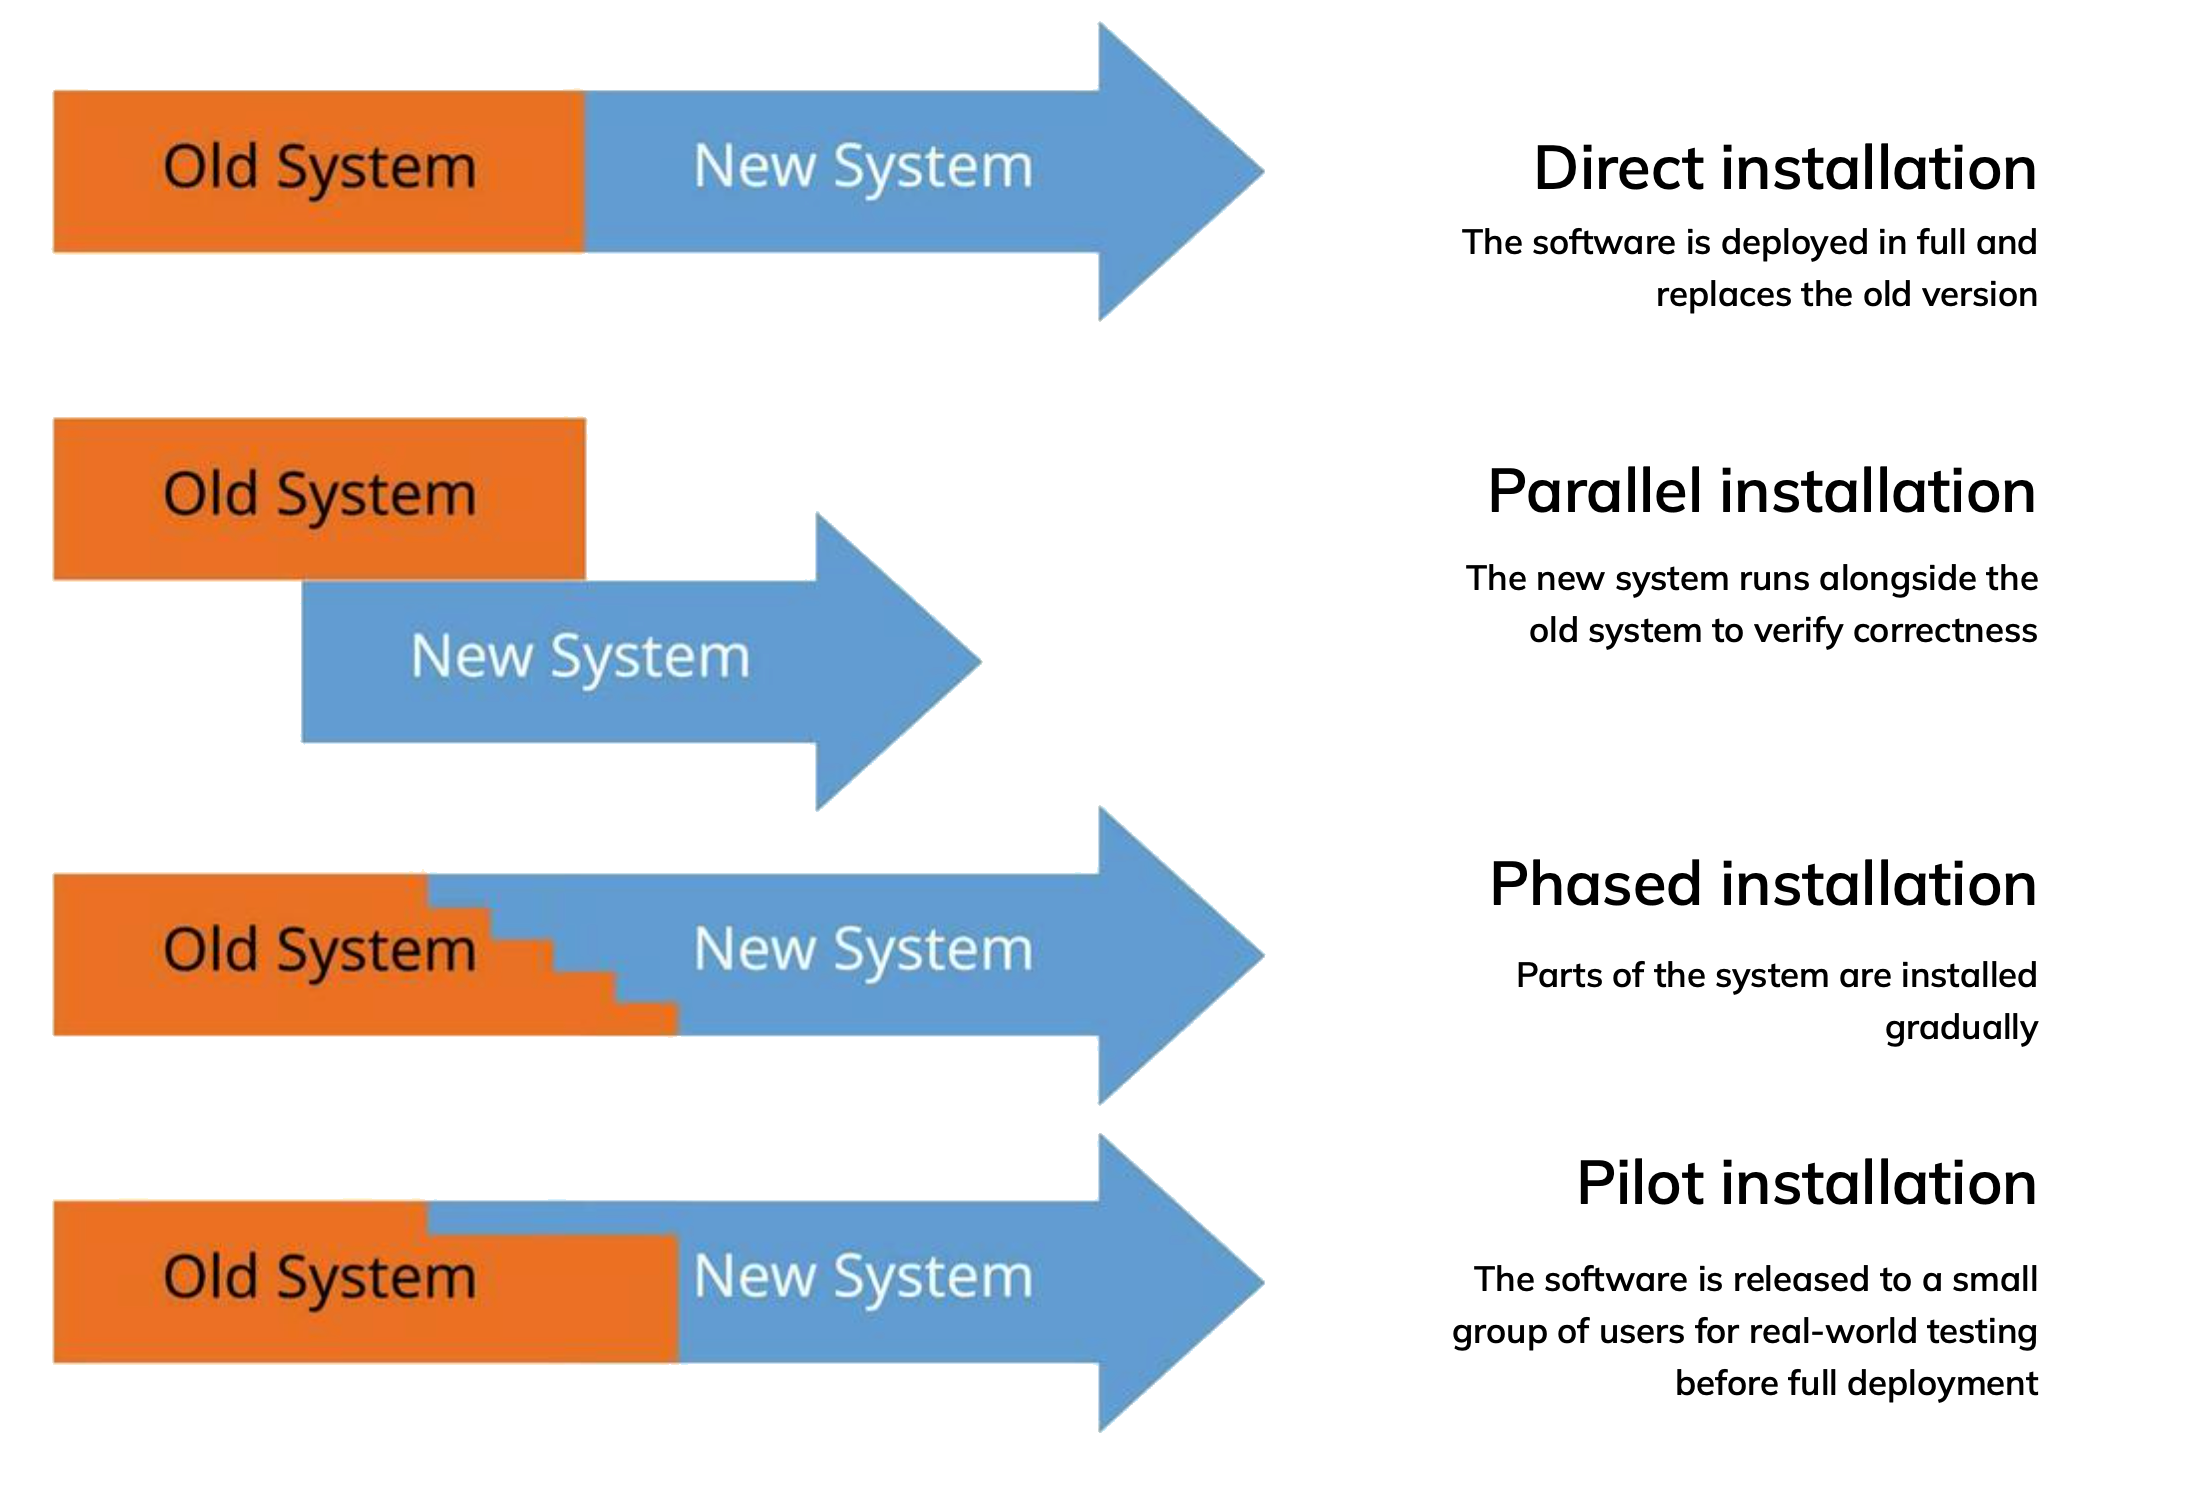 Old System
New System
Direct installation
The software is deployed in full and
replaces the old version
Old System
New System
Parallel installation
The new system runs alongside the
old system to verify correctness
Old System
New System
Phased installation
Parts of the system are installed
gradually
Old System
New System
Pilot installation
The software is released to a small
group of users for real-world testing
before full deployment